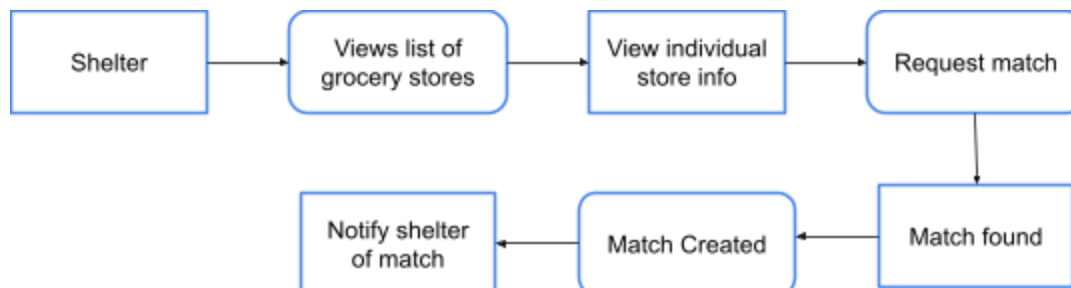 Shelter
Views list of
grocery stores
View individual
store info
Request match
Match found
Match Created
Notify shelter
of match